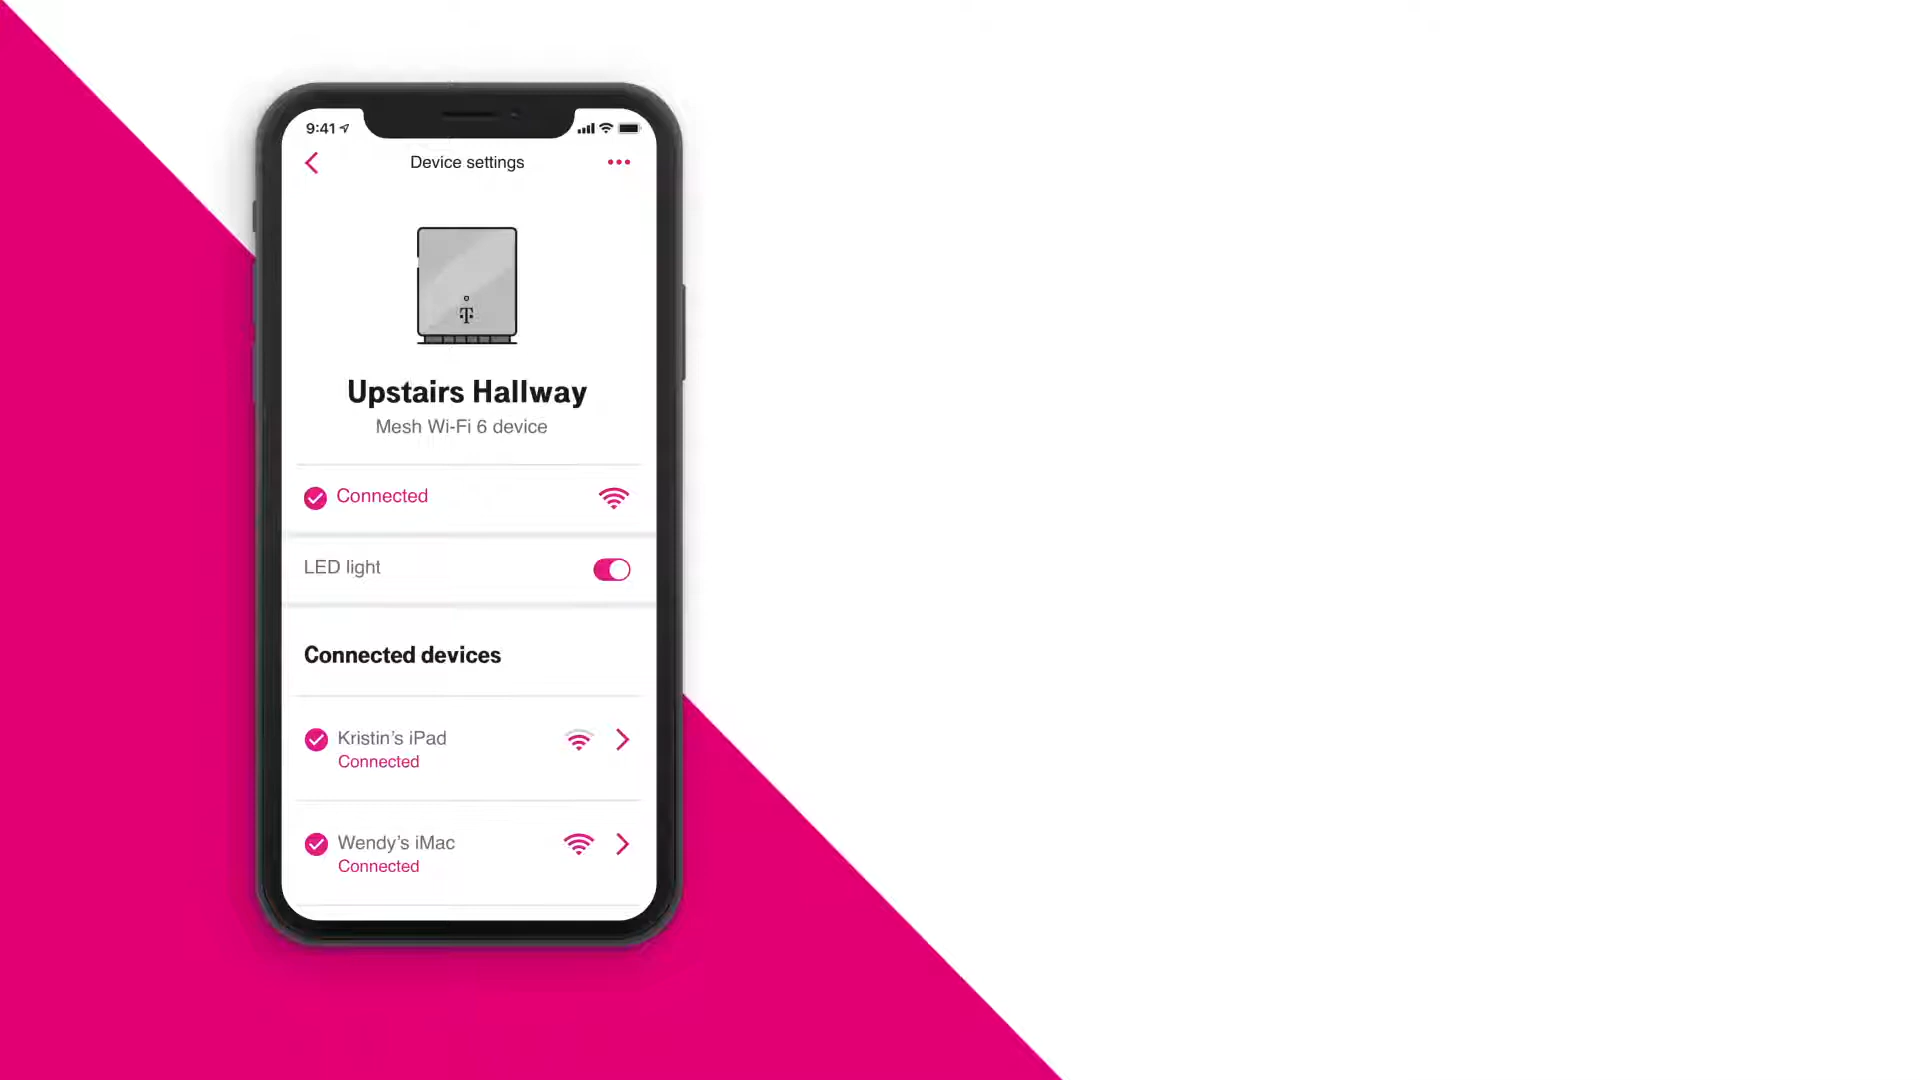 9:41
Device settings
T
Upstairs Hallway
Mesh Wi-Fi 6 device
Connected
LED light
Connected devices
Kristin’s iPad
Connected
Wendy’s iMac
Connected